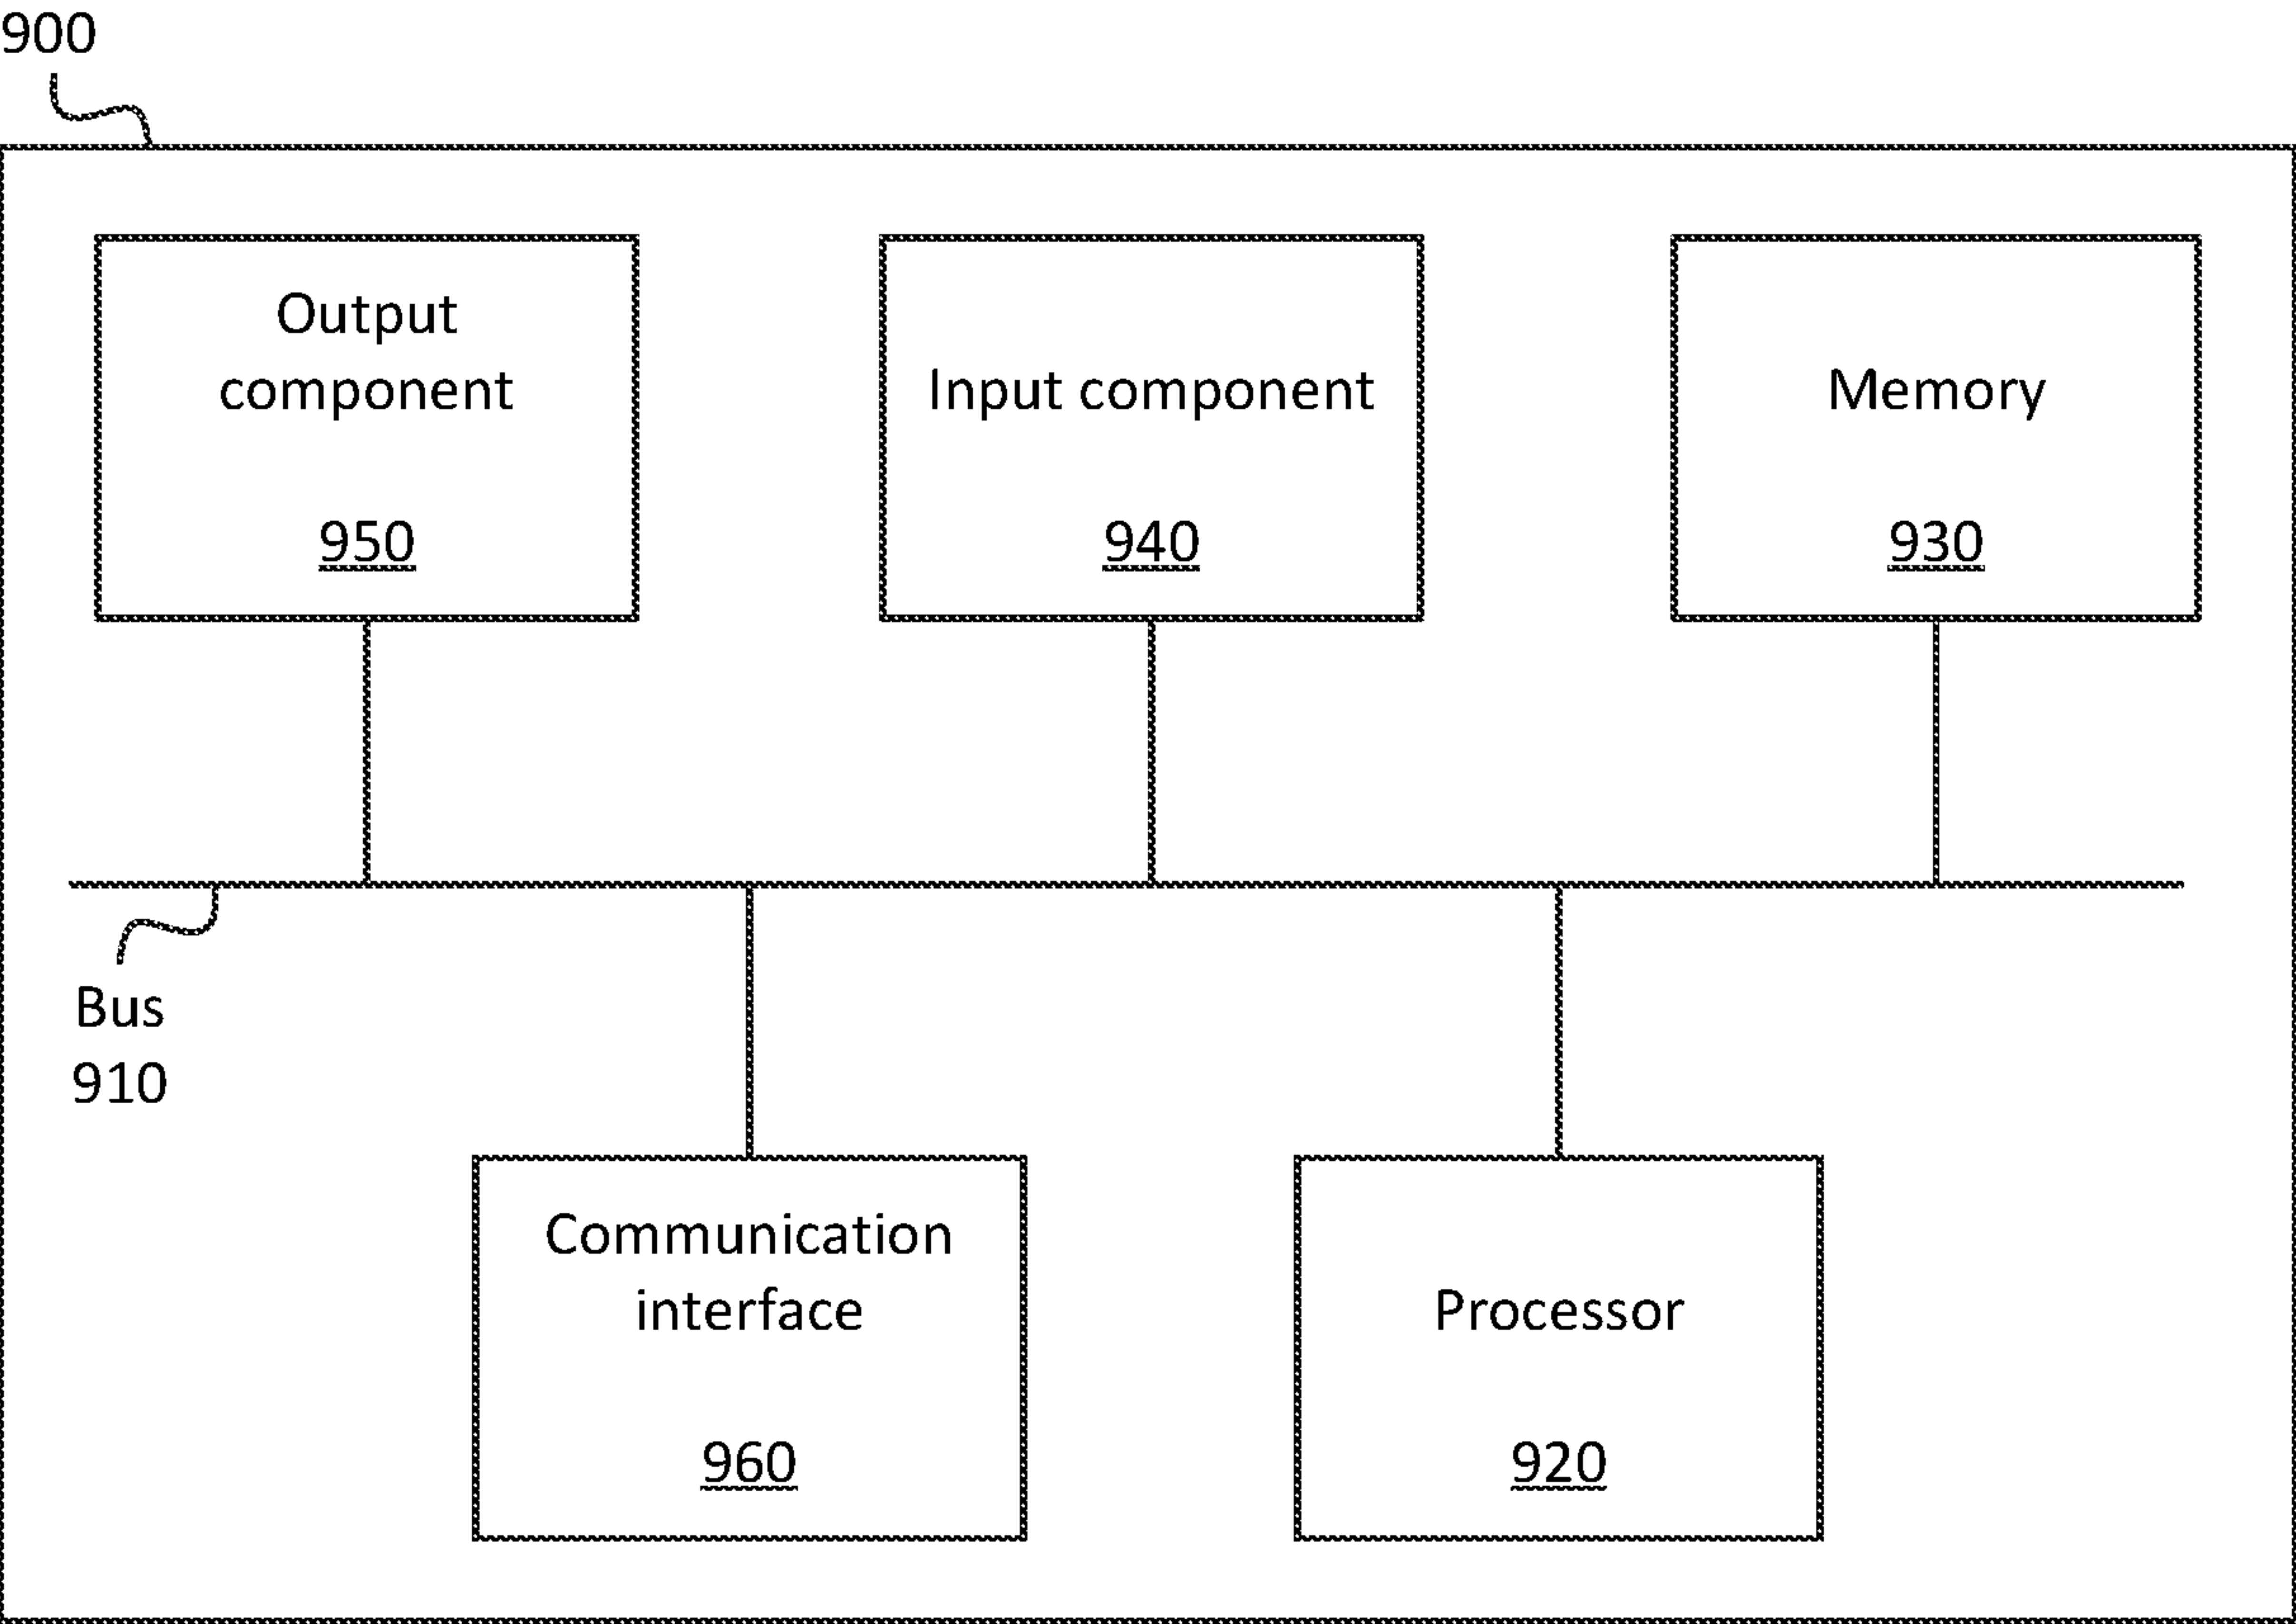 900
Output
component
950
Input component
940
Memory
930
Bus
910
Communication
interface
960
Processor
920